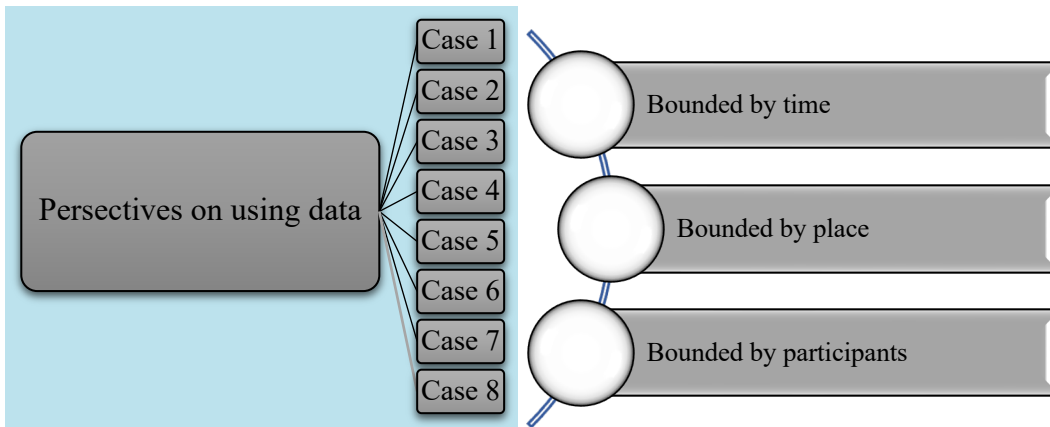 Persectives on using data
Case 1
Case 2
Case 3
Case 4
Case 5
Case 6
Case 7
Case 8
Bounded by time
Bounded by place
Bounded by participants